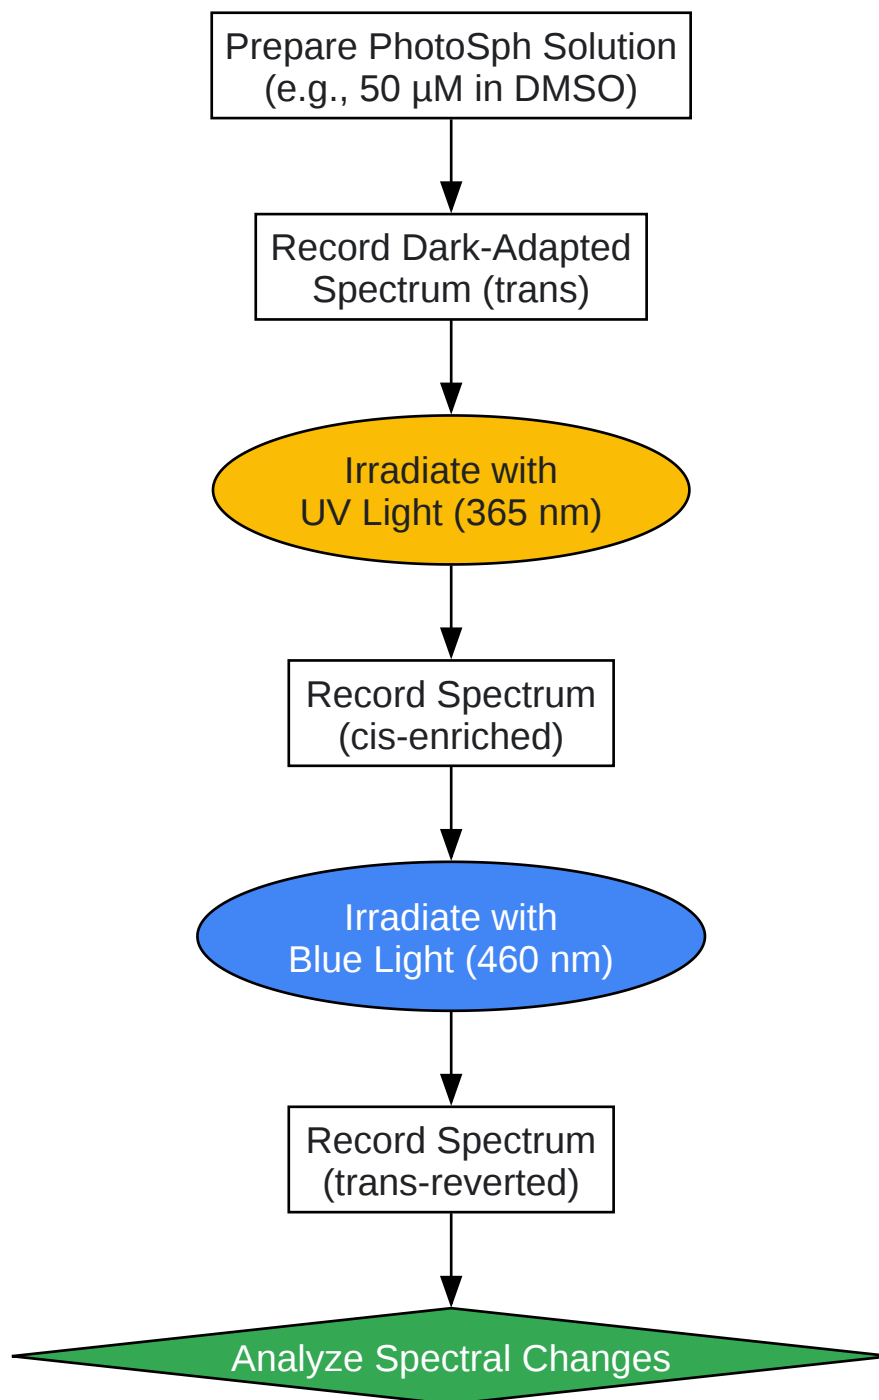 Prepare PhotoSph Solution
(e.g., 50 µM in DMSO)
Record Dark-Adapted
Spectrum (trans)
Irradiate with
UV Light (365 nm)
Record Spectrum
(cis-enriched)
Irradiate with
Blue Light (460 nm)
Record Spectrum
(trans-reverted)
Analyze Spectral Changes